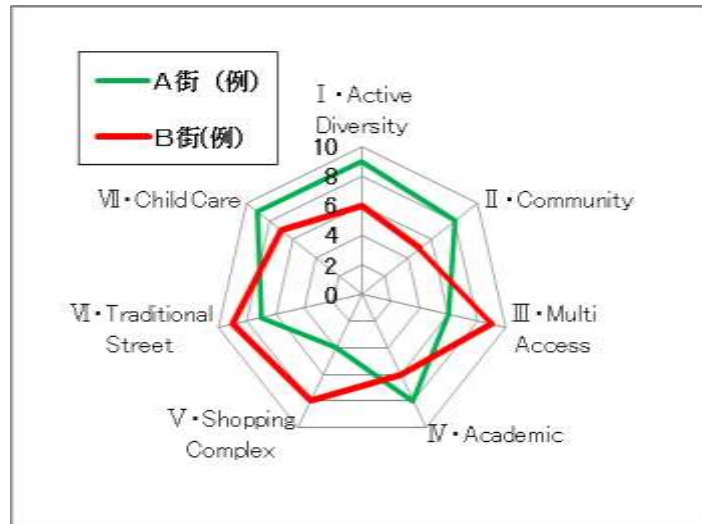 A街 (例)
B街(例)
Ⅰ・Active
Diversity
10
8
6
4
2
0
Ⅱ・Community
Ⅲ・Multi
Access
Ⅳ・Academic
Ⅴ・Shopping
Complex
Ⅵ・Traditional
Street
Ⅶ・Child Care